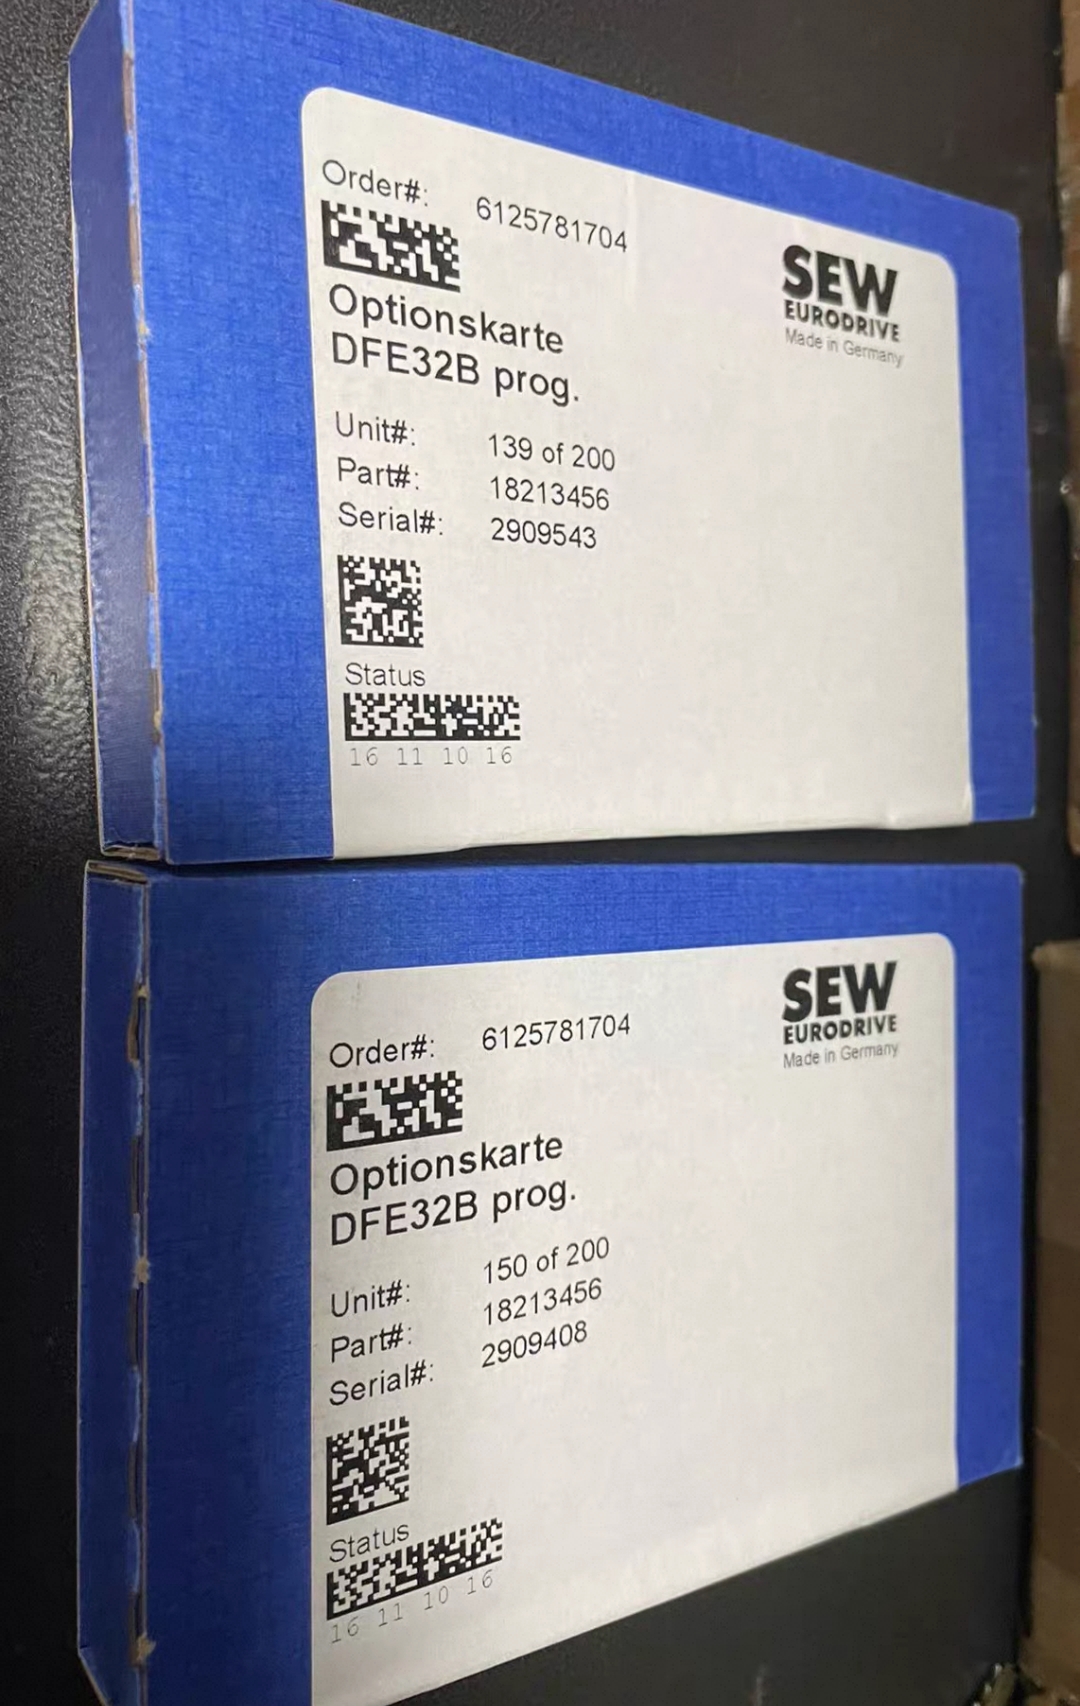 Order#: 6125781704
SEW
EURODRIVE
Made in Germany
Optionskarte
DFE32B prog.
Unit#: 139 of 200
Part#: 18213456
Serial#: 2909543
Status
16 11 10 16
Order#: 6125781704
SEW
EURODRIVE
Made in Germany
Optionskarte
DFE32B prog.
Unit#: 150 of 200
Part#: 18213456
Serial#: 2909408
Status
16 11 10 16